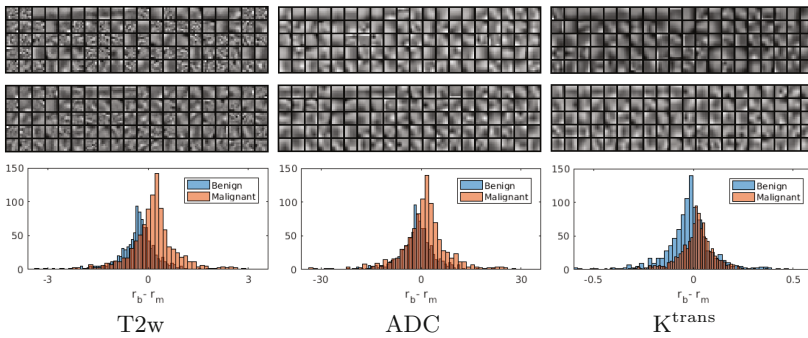 150
100
50
0
Benign
Malignant
-3 0 3
r_b - r_m
T2w
150
100
50
0
Benign
Malignant
-30 0 30
r_b - r_m
ADC
150
100
50
0
Benign
Malignant
-0.5 0 0.5
r_b - r_m
K^trans